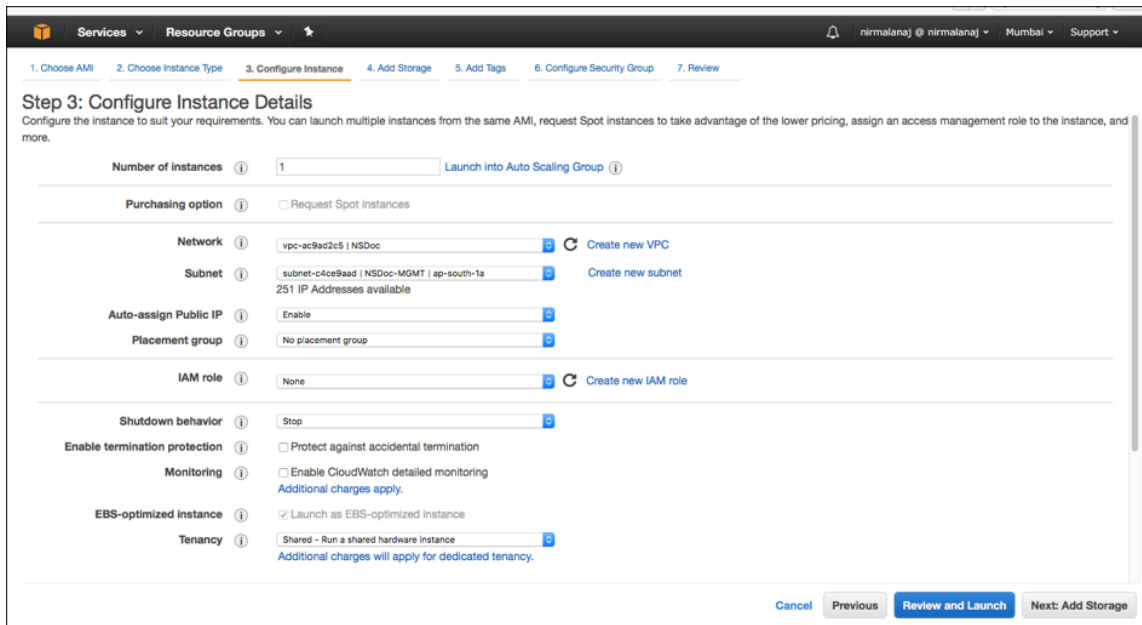 Services Resource Groups nirmalanaj @ nirmalanaj Mumbai Support
1. Choose AMI 2. Choose Instance Type 3. Configure Instance 4. Add Storage 5. Add Tags 6. Configure Security Group 7. Review
Step 3: Configure Instance Details
Configure the instance to suit your requirements. You can launch multiple instances from the same AMI, request Spot instances to take advantage of the lower pricing, assign an access management role to the instance, and
more.
Number of instances i 1 Launch into Auto Scaling Group i
Purchasing option i Request Spot instances
Network i vpc-ac9ad2c5 | NSDoc Create new VPC
Subnet i subnet-c4ce9aad | NSDoc-MGMT | ap-south-1a Create new subnet
251 IP Addresses available
Auto-assign Public IP i Enable
Placement group i No placement group
IAM role i None Create new IAM role
Shutdown behavior i Stop
Enable termination protection i Protect against accidental termination
Monitoring i Enable CloudWatch detailed monitoring
Additional charges apply.
EBS-optimized instance i Launch as EBS-optimized instance
Tenancy i Shared - Run a shared hardware instance
Additional charges will apply for dedicated tenancy.
Cancel Previous Review and Launch Next: Add Storage